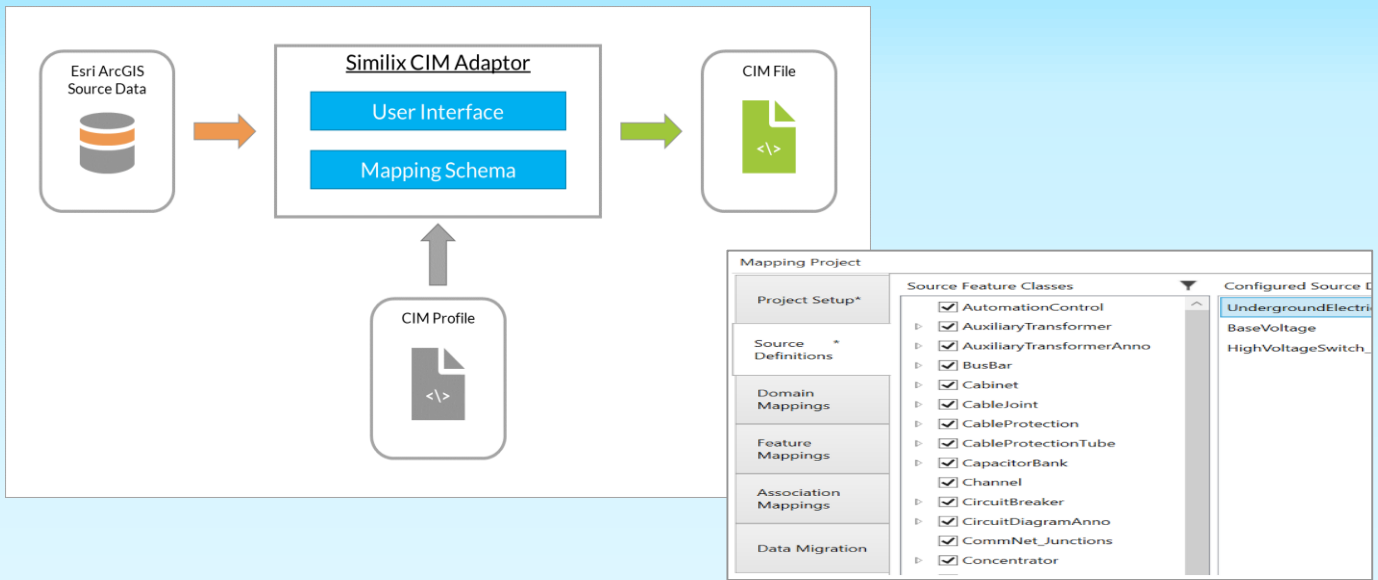 Esri ArcGIS
Source Data
Similix CIM Adaptor
User Interface
Mapping Schema
CIM File
<\>
CIM Profile
<\>
Mapping Project
Project Setup*
Source *
Definitions
Domain
Mappings
Feature
Mappings
Association
Mappings
Data Migration
Source Feature Classes
AutomationControl
AuxiliaryTransformer
AuxiliaryTransformerAnno
BusBar
Cabinet
CableJoint
CableProtection
CableProtectionTube
CapacitorBank
Channel
CircuitBreaker
CircuitDiagramAnno
CommNet_Junctions
Concentrator
Configured Source
UndergroundElectri
BaseVoltage
HighVoltageSwitch_